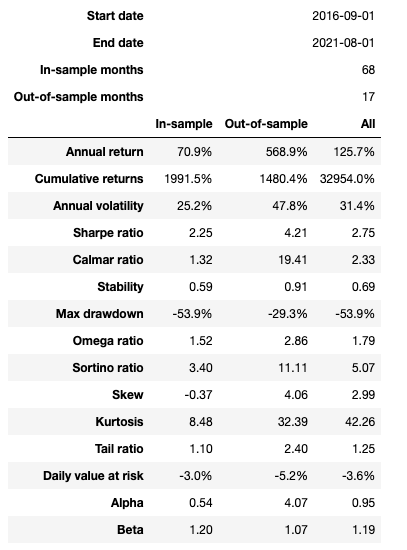 Start date 2016-09-01
End date 2021-08-01
In-sample months 68
Out-of-sample months 17
In-sample Out-of-sample All
Annual return 70.9% 568.9% 125.7%
Cumulative returns 1991.5% 1480.4% 32954.0%
Annual volatility 25.2% 47.8% 31.4%
Sharpe ratio 2.25 4.21 2.75
Calmar ratio 1.32 19.41 2.33
Stability 0.59 0.91 0.69
Max drawdown -53.9% -29.3% -53.9%
Omega ratio 1.52 2.86 1.79
Sortino ratio 3.40 11.11 5.07
Skew -0.37 4.06 2.99
Kurtosis 8.48 32.39 42.26
Tail ratio 1.10 2.40 1.25
Daily value at risk -3.0% -5.2% -3.6%
Alpha 0.54 4.07 0.95
Beta 1.20 1.07 1.19